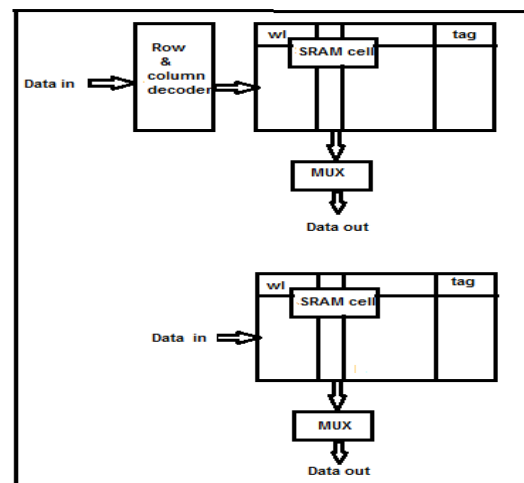 Row
&
column
decoder
Data in
wl
tag
SRAM cell
MUX
Data out
wl
tag
SRAM cell
Data in
MUX
Data out